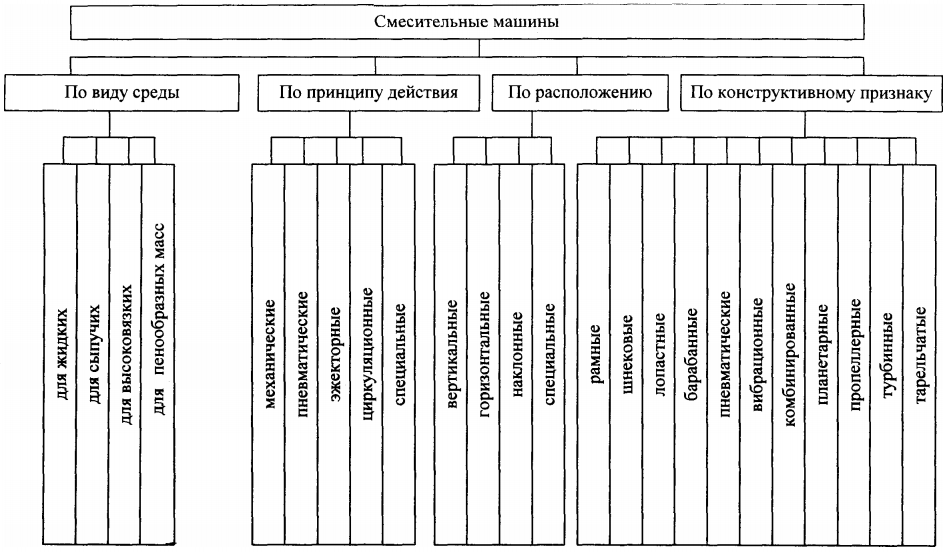 Смесительные машины
По виду среды
По принципу действия
По расположению
По конструктивному признаку
для жидких
для сыпучих
для высоковязких
для пенообразных масс
механические
пневматические
эжекторные
циркуляционные
специальные
вертикальные
горизонтальные
наклонные
специальные
рамные
шнековые
лопастные
барабанные
пневматические
вибрационные
комбинированные
планетарные
пропеллерные
турбинные
тарельчатые